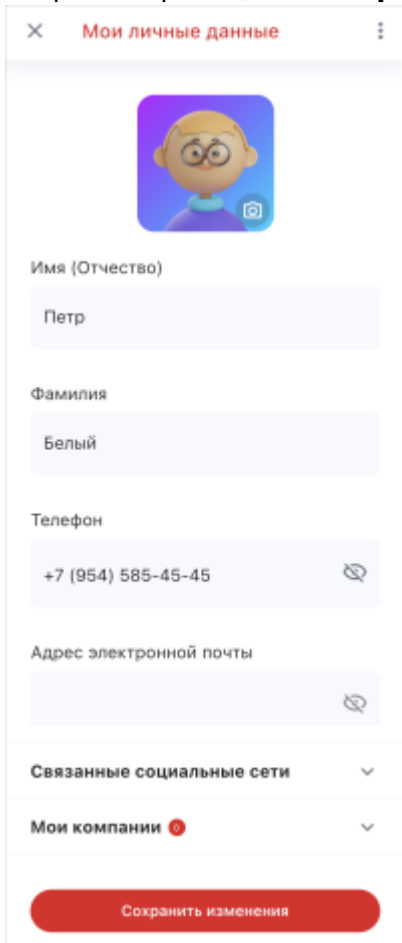 Мои личные данные
Имя (Отчество)
Петр
Фамилия
Белый
Телефон
+7 (954) 585-45-45
Адрес электронной почты
Связанные социальные сети
Мои компании 0
Сохранить изменения